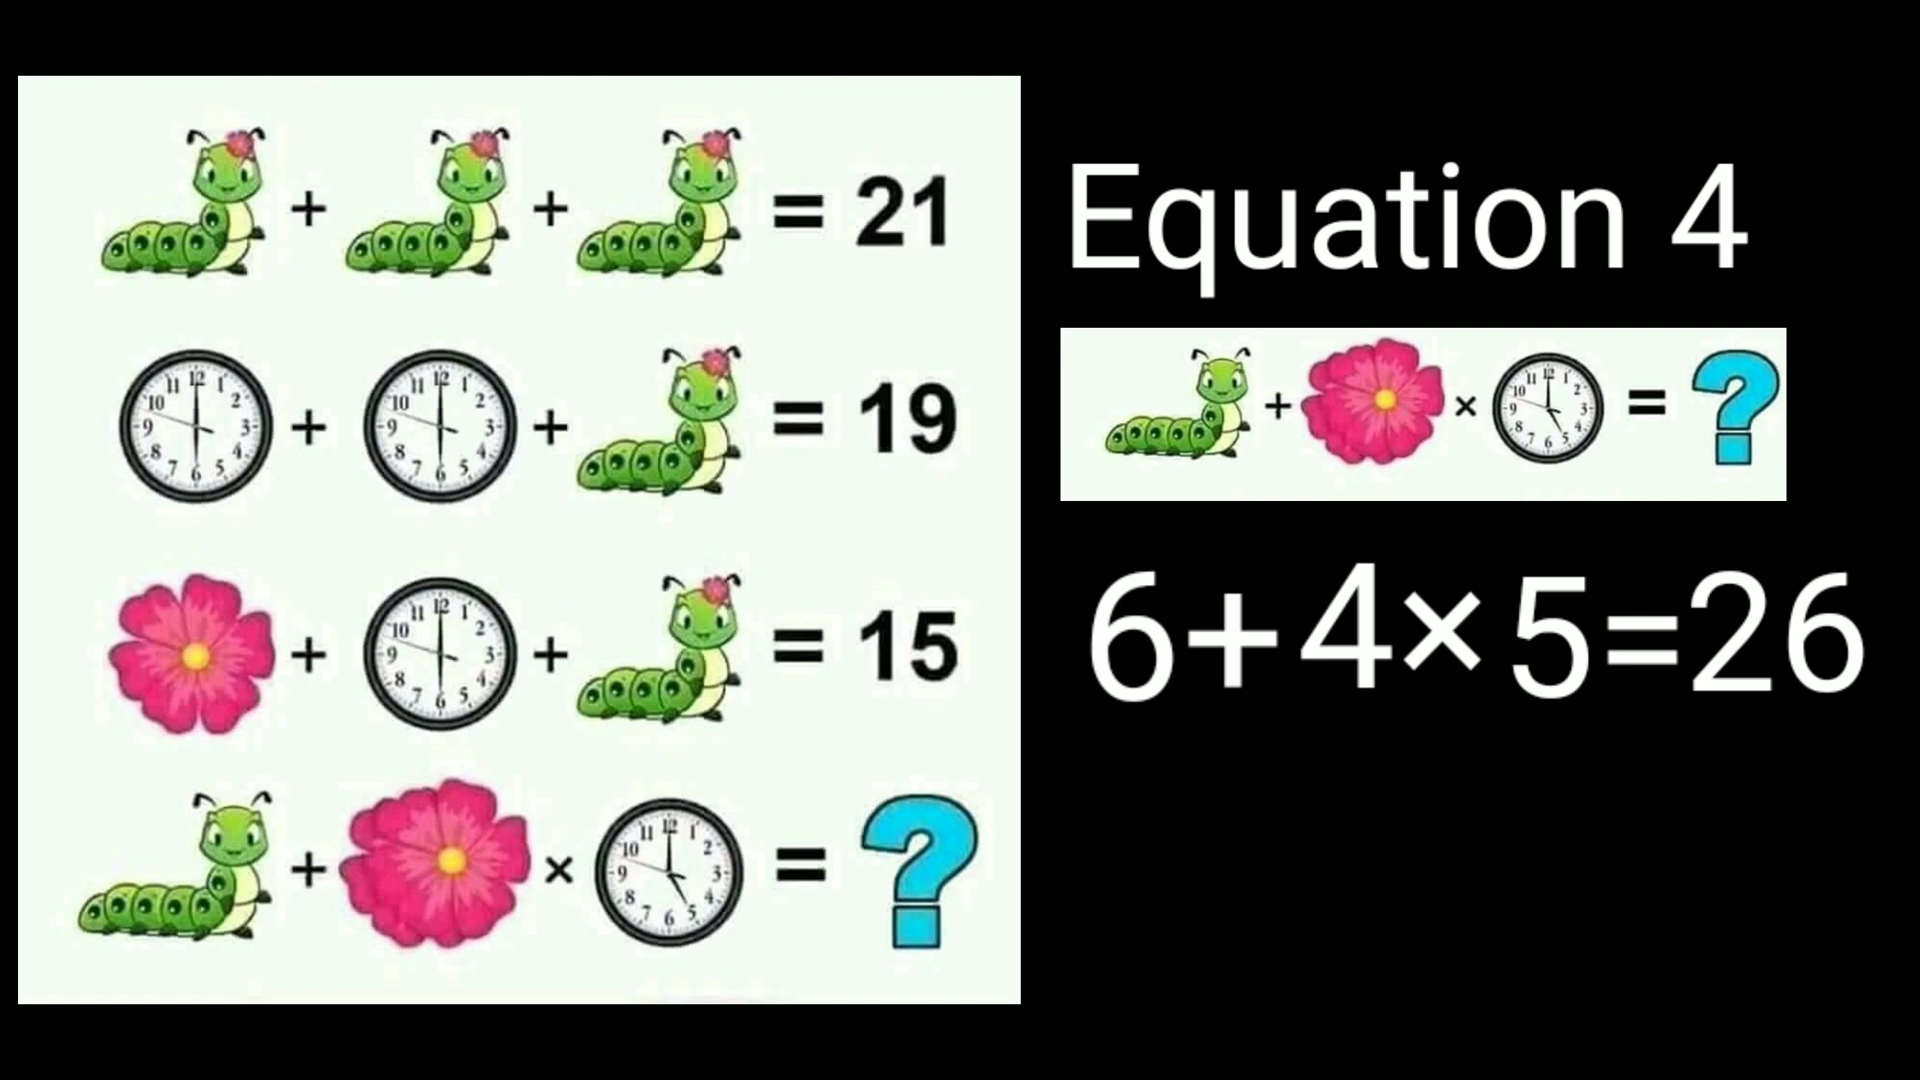 + + = 21
+ + = 19
+ + = 15
+ × = ?
Equation 4
+ × = ?
6+4×5=26